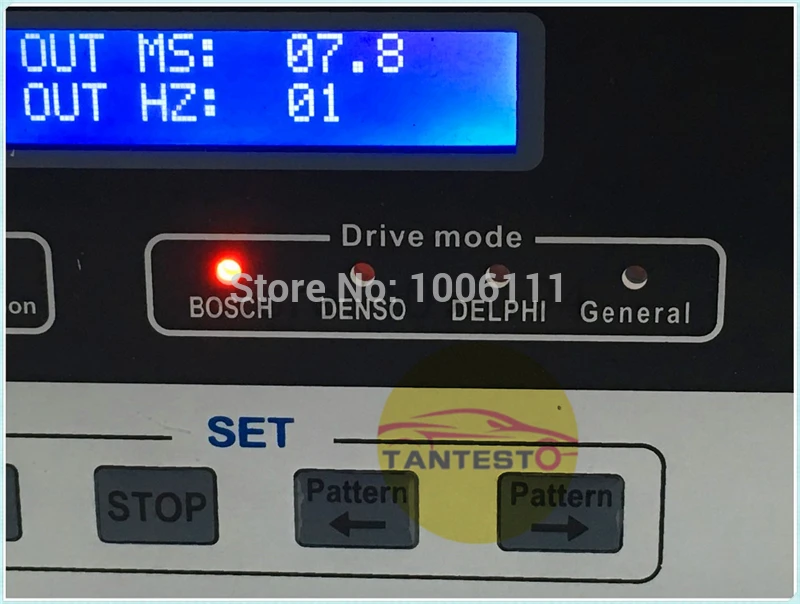 OUT MS: 07.8
OUT HZ: 01
Drive mode
Store No: 1006111
on
BOSCH DENSO DELPHI General
SET
TANTESTO
STOP
Pattern Pattern
← →